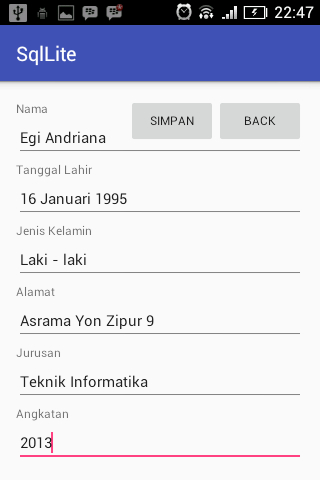 22:47
SqlLite
Nama
SIMPAN BACK
Egi Andriana
Tanggal Lahir
16 Januari 1995
Jenis Kelamin
Laki - laki
Alamat
Asrama Yon Zipur 9
Jurusan
Teknik Informatika
Angkatan
2013